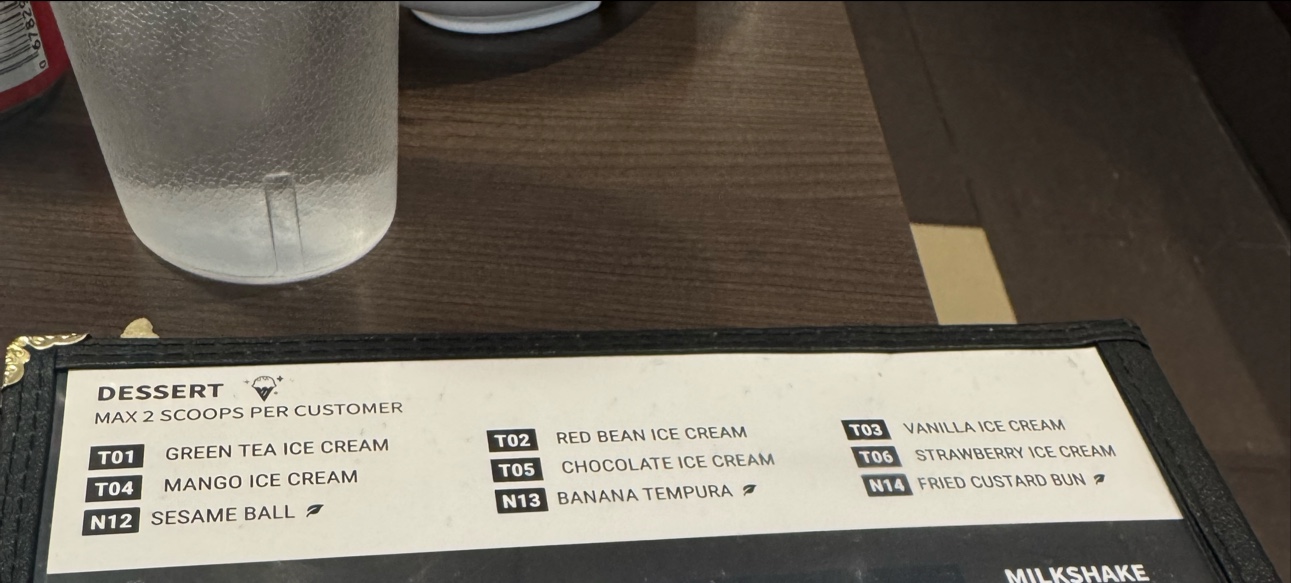 0 6782
DESSERT
MAX 2 SCOOPS PER CUSTOMER
T01 GREEN TEA ICE CREAM
T02 RED BEAN ICE CREAM
T03 VANILLA ICE CREAM
T04 MANGO ICE CREAM
T05 CHOCOLATE ICE CREAM
T06 STRAWBERRY ICE CREAM
N12 SESAME BALL
N13 BANANA TEMPURA
N14 FRIED CUSTARD BUN
MILKSHAKE